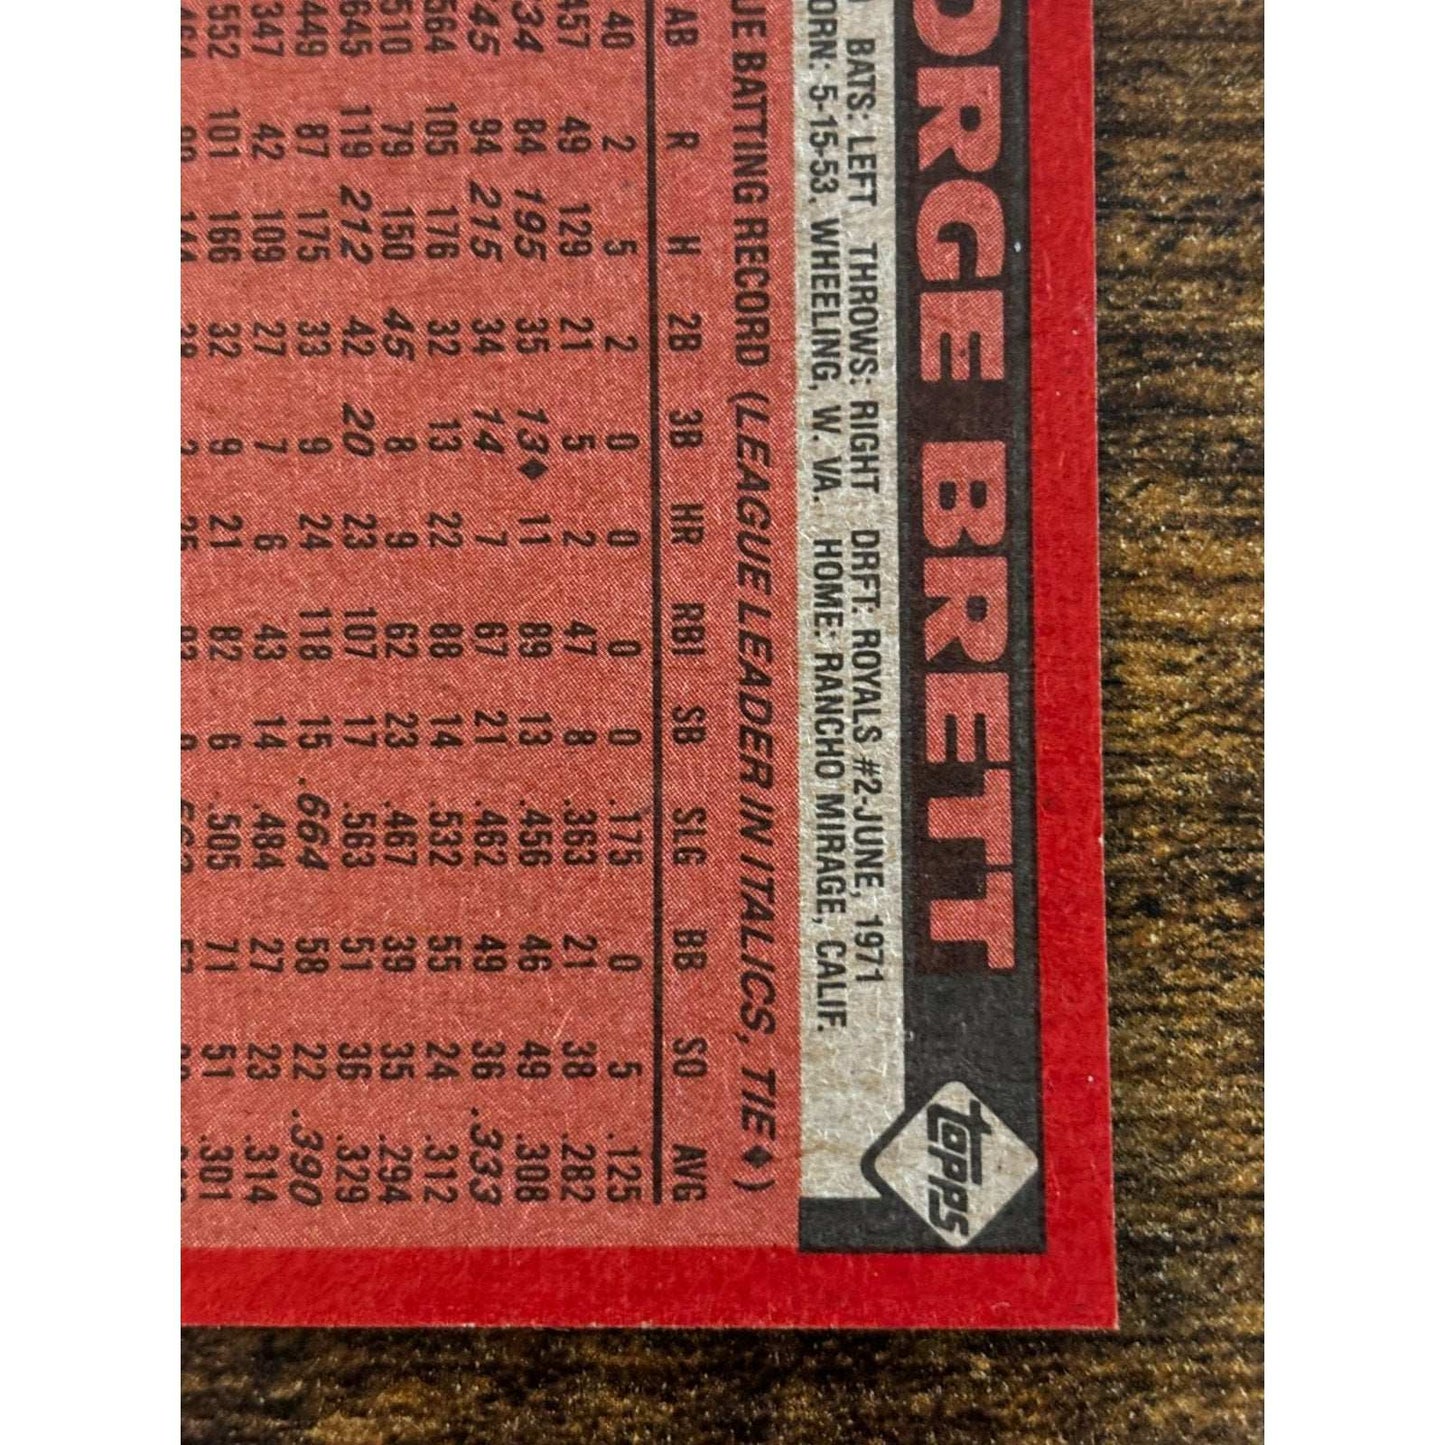 ORGE BRETT topps
BATS: LEFT THROWS: RIGHT DRFT: ROYALS #2-JUNE, 1971
ORN: 5-15-53, WHEELING, W. VA. HOME: RANCHO MIRAGE, CALIF.
UE BATTING RECORD (LEAGUE LEADER IN ITALICS, TIE♦)
AB R H 2B 3B HR RBI SB SLG BB SO AVG
40 2 5 2 0 0 0 0 .175 0 5 .125
457 49 129 21 5 2 47 8 .363 21 38 .282
34 84 195 35 13♦ 11 89 13 .456 46 49 .308
45 94 215 34 14 7 67 21 .462 49 36 .333
564 105 176 32 13 22 88 14 .532 55 24 .312
510 79 150 45 8 9 62 23 .467 39 35 .294
645 119 212 42 20 23 107 17 .563 51 36 .329
449 87 175 33 9 24 118 15 .664 58 22 .390
347 42 109 27 7 6 43 14 .484 27 23 .314
552 101 166 32 9 21 82 6 .505 71 51 .301